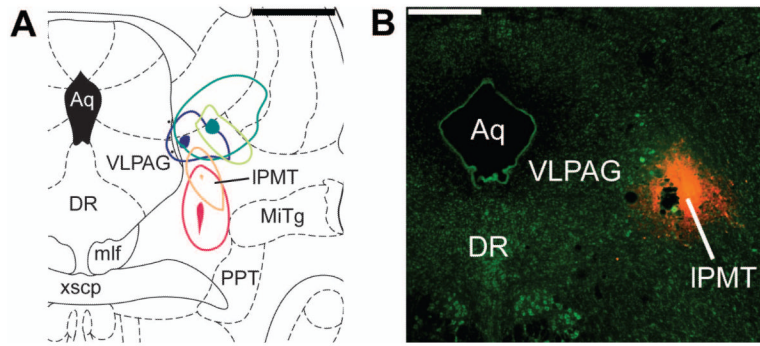 A
Aq
VLPAG
lPMT
DR
MiTg
mlf
PPT
xscp
B
Aq
VLPAG
DR
lPMT